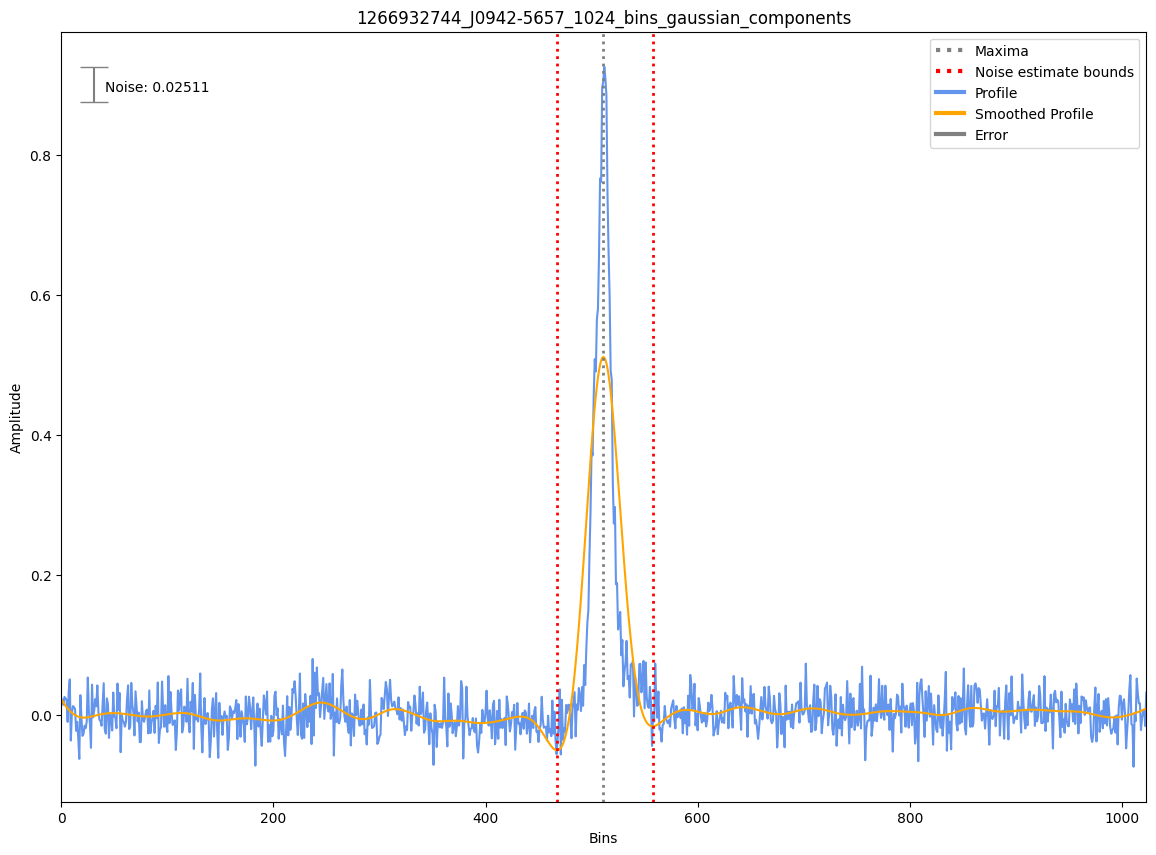 1266932744_J0942-5657_1024_bins_gaussian_components
Noise: 0.02511
Maxima
Noise estimate bounds
Profile
Smoothed Profile
Error
Amplitude
0.8
0.6
0.4
0.2
0.0
0 200 400 600 800 1000
Bins